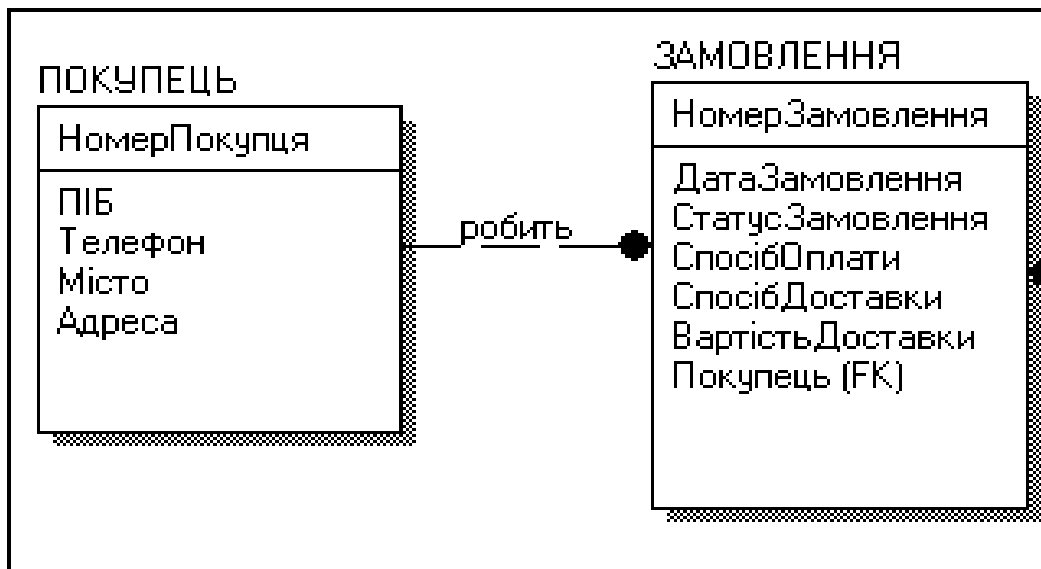 ПОКУПЕЦЬ
НомерПокупця
ПІБ
Телефон
Місто
Адреса
робить
ЗАМОВЛЕННЯ
НомерЗамовлення
ДатаЗамовлення
СтатусЗамовлення
СпосібОплати
СпосібДоставки
ВартістьДоставки
Покупець (FK)